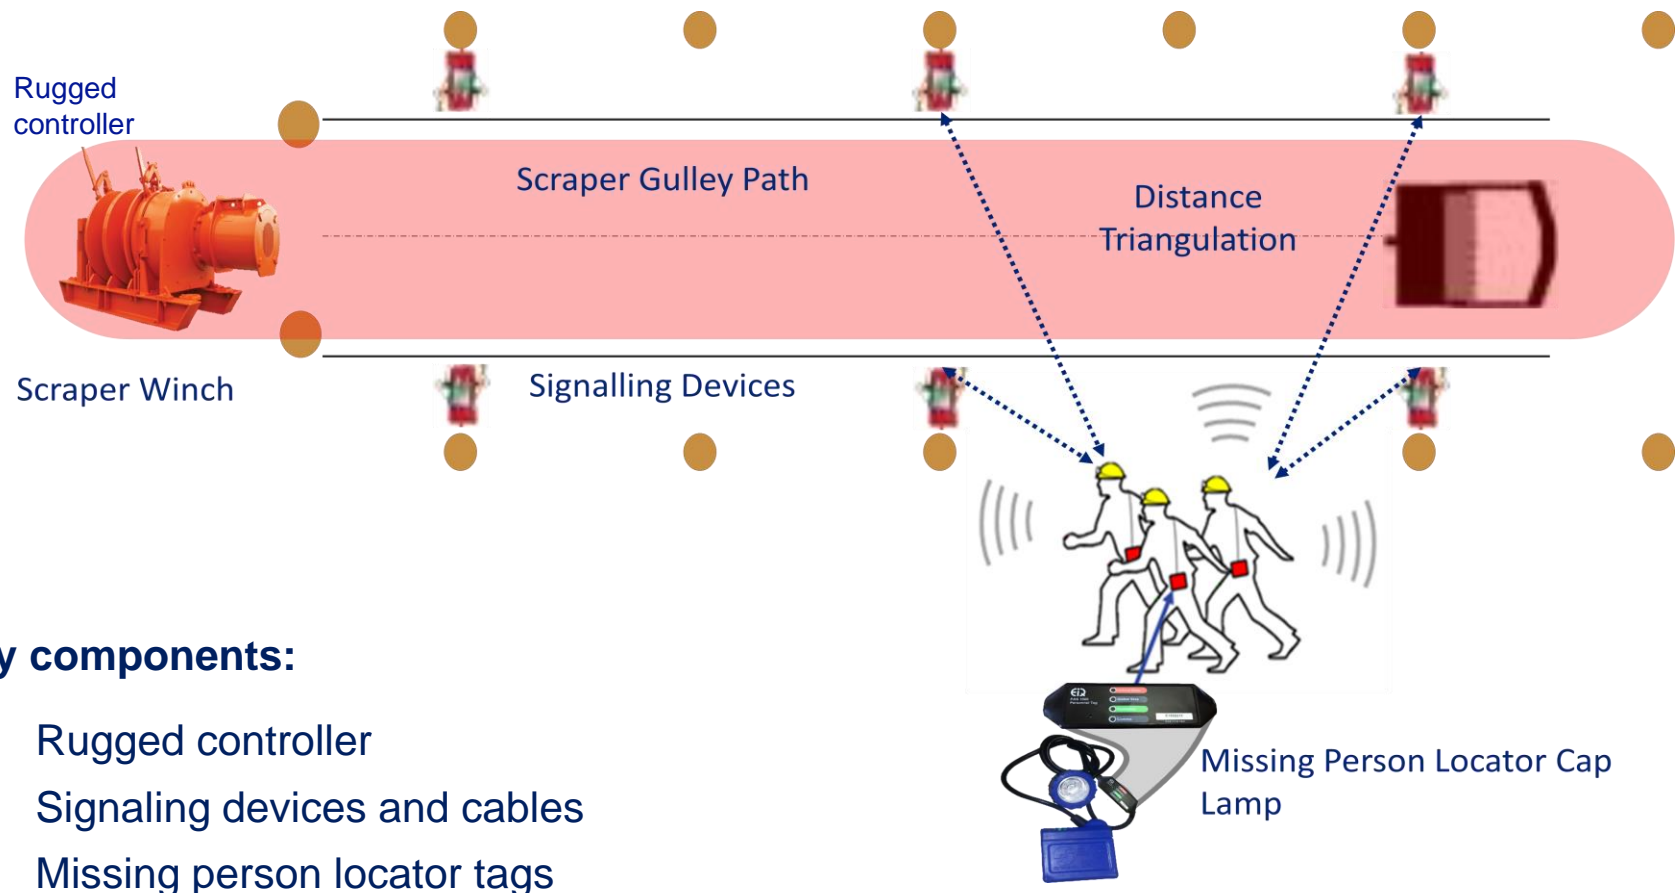 Rugged
controller
Scraper Gulley Path
Distance
Triangulation
Scraper Winch
Signalling Devices
y components:
Rugged controller
Signaling devices and cables
Missing person locator tags
Missing Person Locator Cap
Lamp